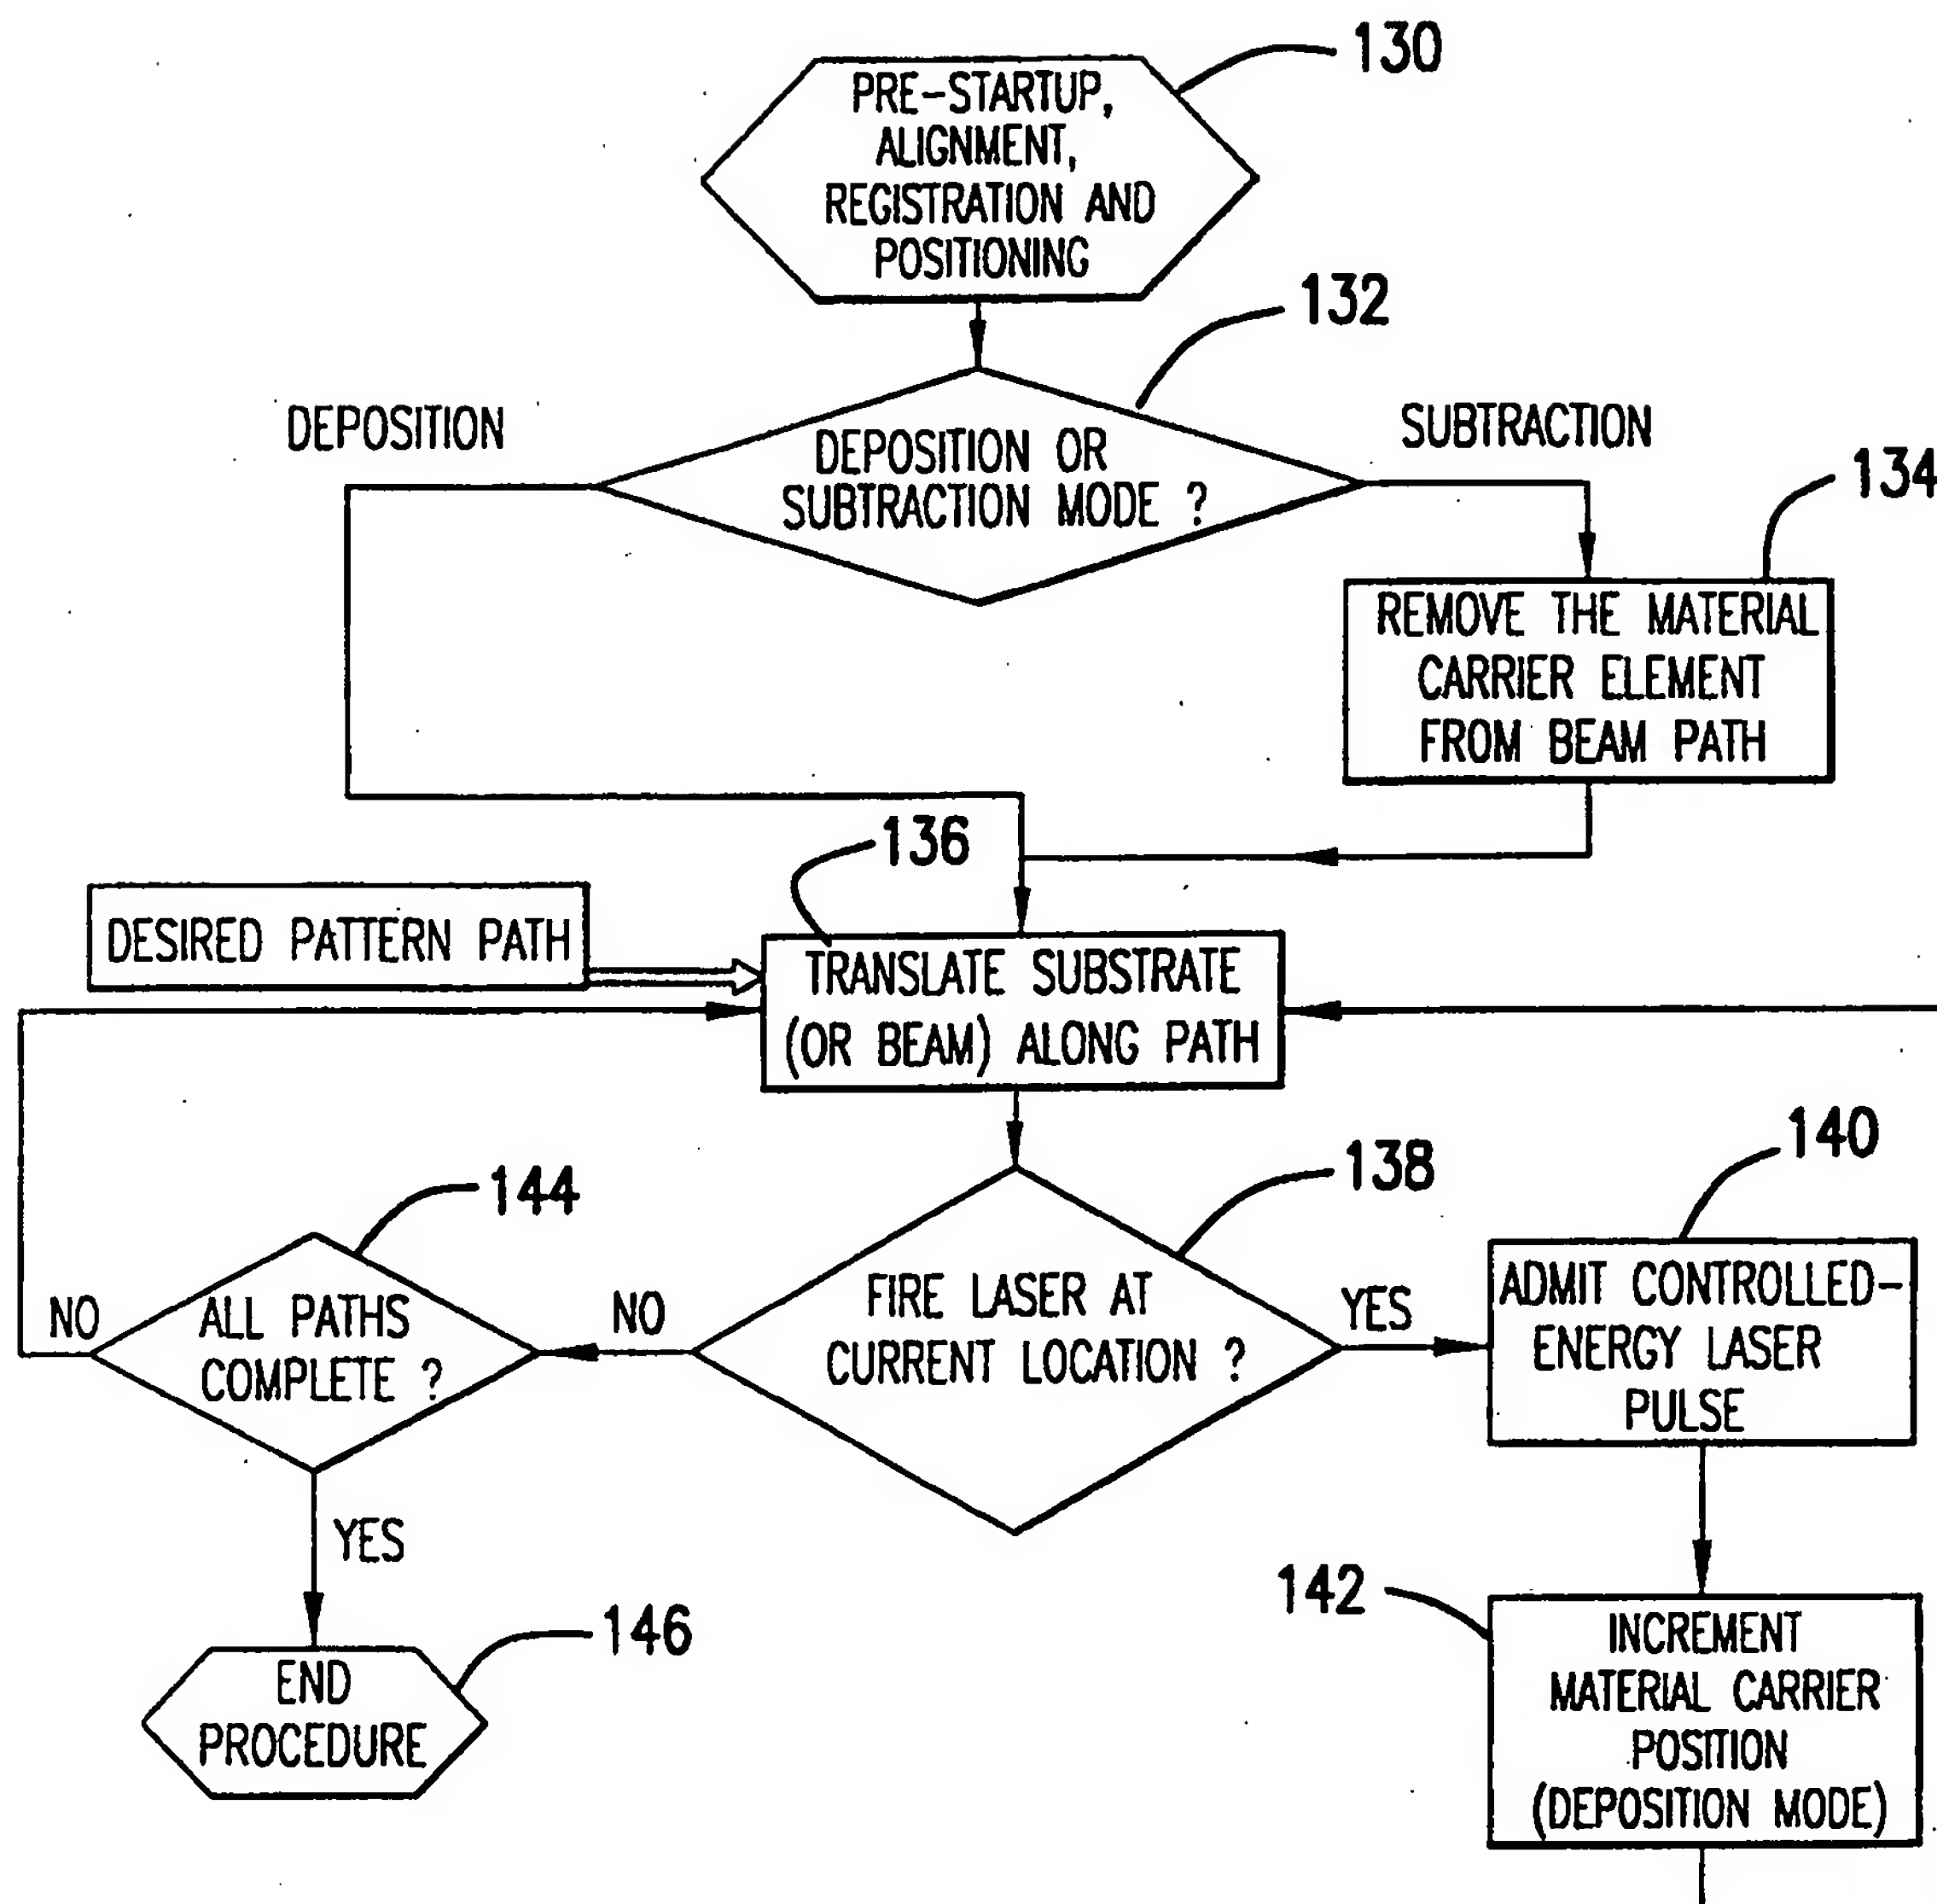 130
PRE-STARTUP,
ALIGNMENT,
REGISTRATION AND
POSITIONING
132
DEPOSITION
SUBTRACTION
DEPOSITION OR
SUBTRACTION MODE ?
134
REMOVE THE MATERIAL
CARRIER ELEMENT
FROM BEAM PATH
136
DESIRED PATTERN PATH
TRANSLATE SUBSTRATE
(OR BEAM) ALONG PATH
144
138
140
NO
ALL PATHS
COMPLETE ?
NO
FIRE LASER AT
CURRENT LOCATION ?
YES
ADMIT CONTROLLED-
ENERGY LASER
PULSE
YES
142
146
END
PROCEDURE
INCREMENT
MATERIAL CARRIER
POSITION
(DEPOSITION MODE)